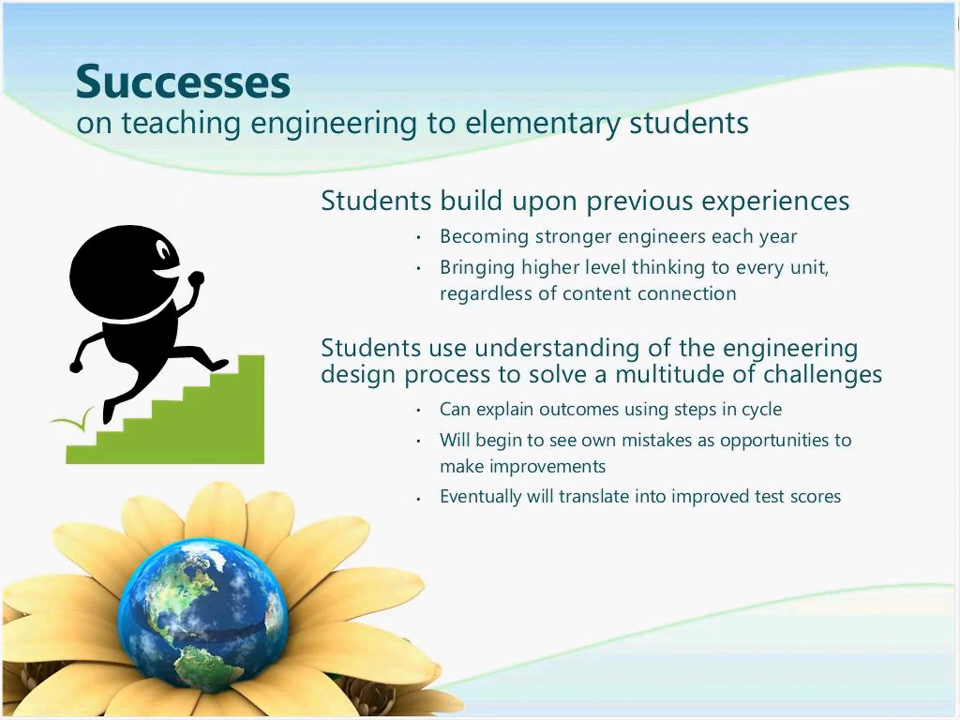 Successes
on teaching engineering to elementary students
Students build upon previous experiences
• Becoming stronger engineers each year
• Bringing higher level thinking to every unit,
regardless of content connection
Students use understanding of the engineering
design process to solve a multitude of challenges
• Can explain outcomes using steps in cycle
• Will begin to see own mistakes as opportunities to
make improvements
• Eventually will translate into improved test scores